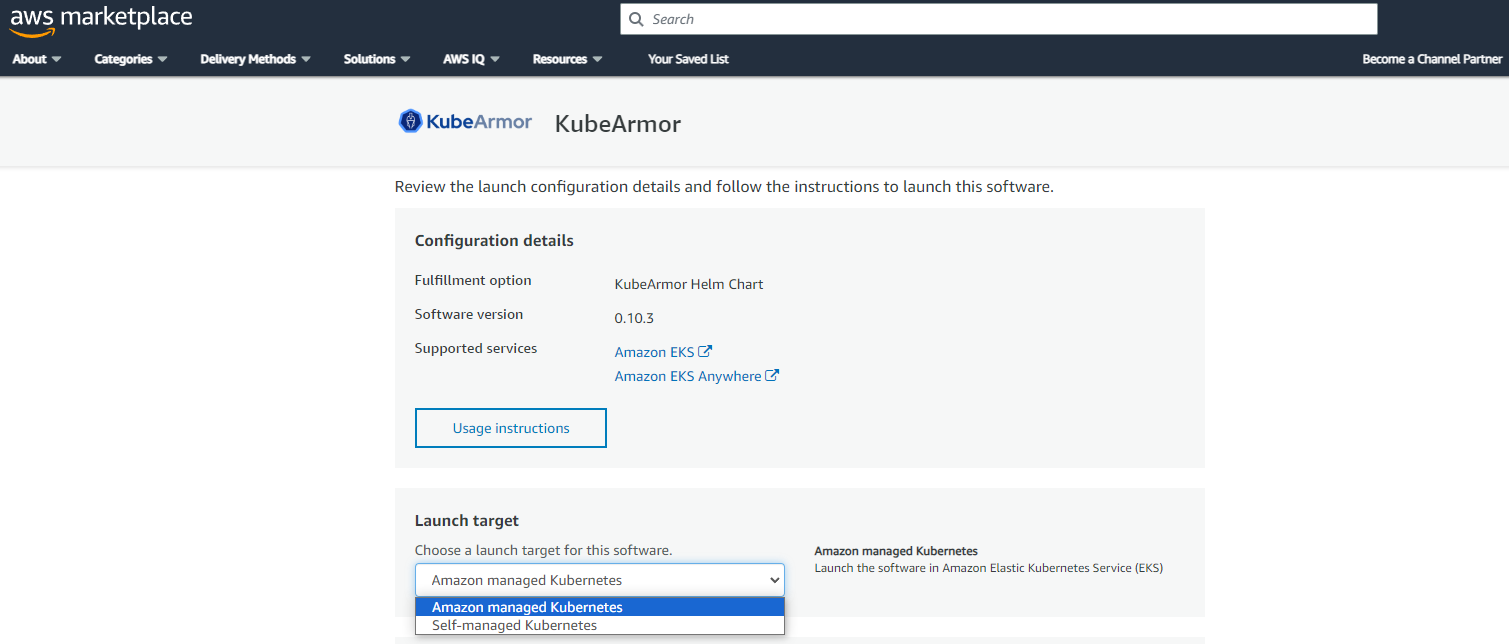 aws marketplace
Search
About Categories Delivery Methods Solutions AWS IQ Resources Your Saved List Become a Channel Partner
KubeArmor KubeArmor
Review the launch configuration details and follow the instructions to launch this software.
Configuration details
Fulfillment option KubeArmor Helm Chart
Software version 0.10.3
Supported services Amazon EKS
Amazon EKS Anywhere
Usage instructions
Launch target
Choose a launch target for this software.
Amazon managed Kubernetes
Amazon managed Kubernetes
Self-managed Kubernetes
Amazon managed Kubernetes
Launch the software in Amazon Elastic Kubernetes Service (EKS)